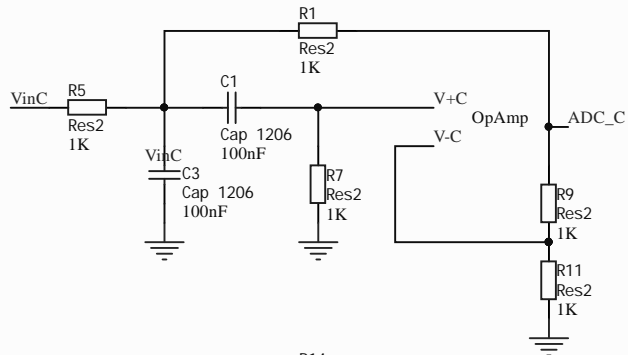 R1
Res2
1K
VinC
R5
Res2
1K
C1
Cap 1206
100nF
V+C
OpAmp
ADC_C
V-C
VinC
C3
Cap 1206
100nF
R7
Res2
1K
R9
Res2
1K
R11
Res2
1K